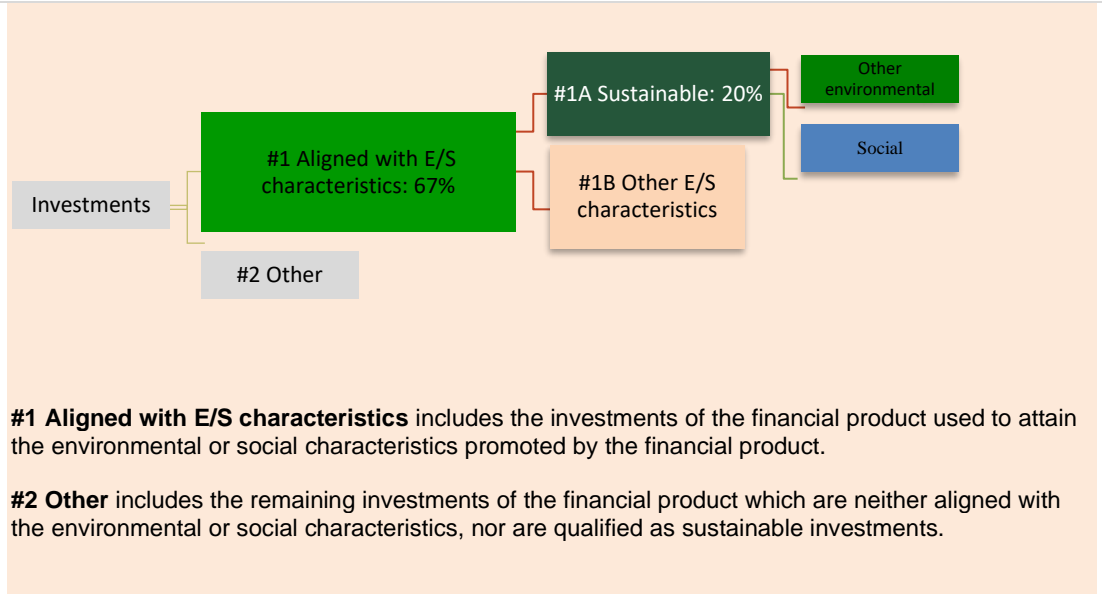 Other
environmental
#1A Sustainable: 20%
Social
#1 Aligned with E/S
characteristics: 67%
#1B Other E/S
characteristics
Investments
#2 Other
#1 Aligned with E/S characteristics includes the investments of the financial product used to attain
the environmental or social characteristics promoted by the financial product.
#2 Other includes the remaining investments of the financial product which are neither aligned with
the environmental or social characteristics, nor are qualified as sustainable investments.